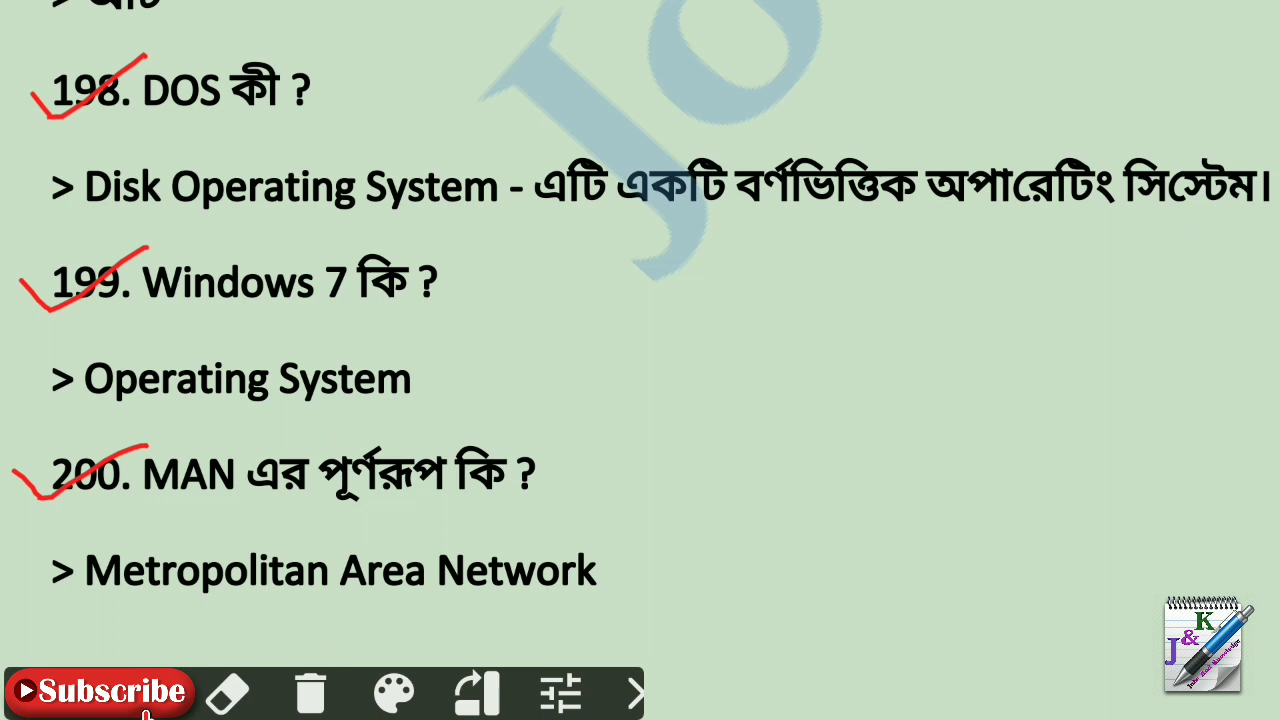 198. DOS কী ?
> Disk Operating System - এটি একটি বর্ণভিত্তিক অপারেটিং সিস্টেম।
199. Windows 7 কি ?
> Operating System
200. MAN এর পূর্ণরূপ কি ?
> Metropolitan Area Network
Jo
J & K
Subscribe